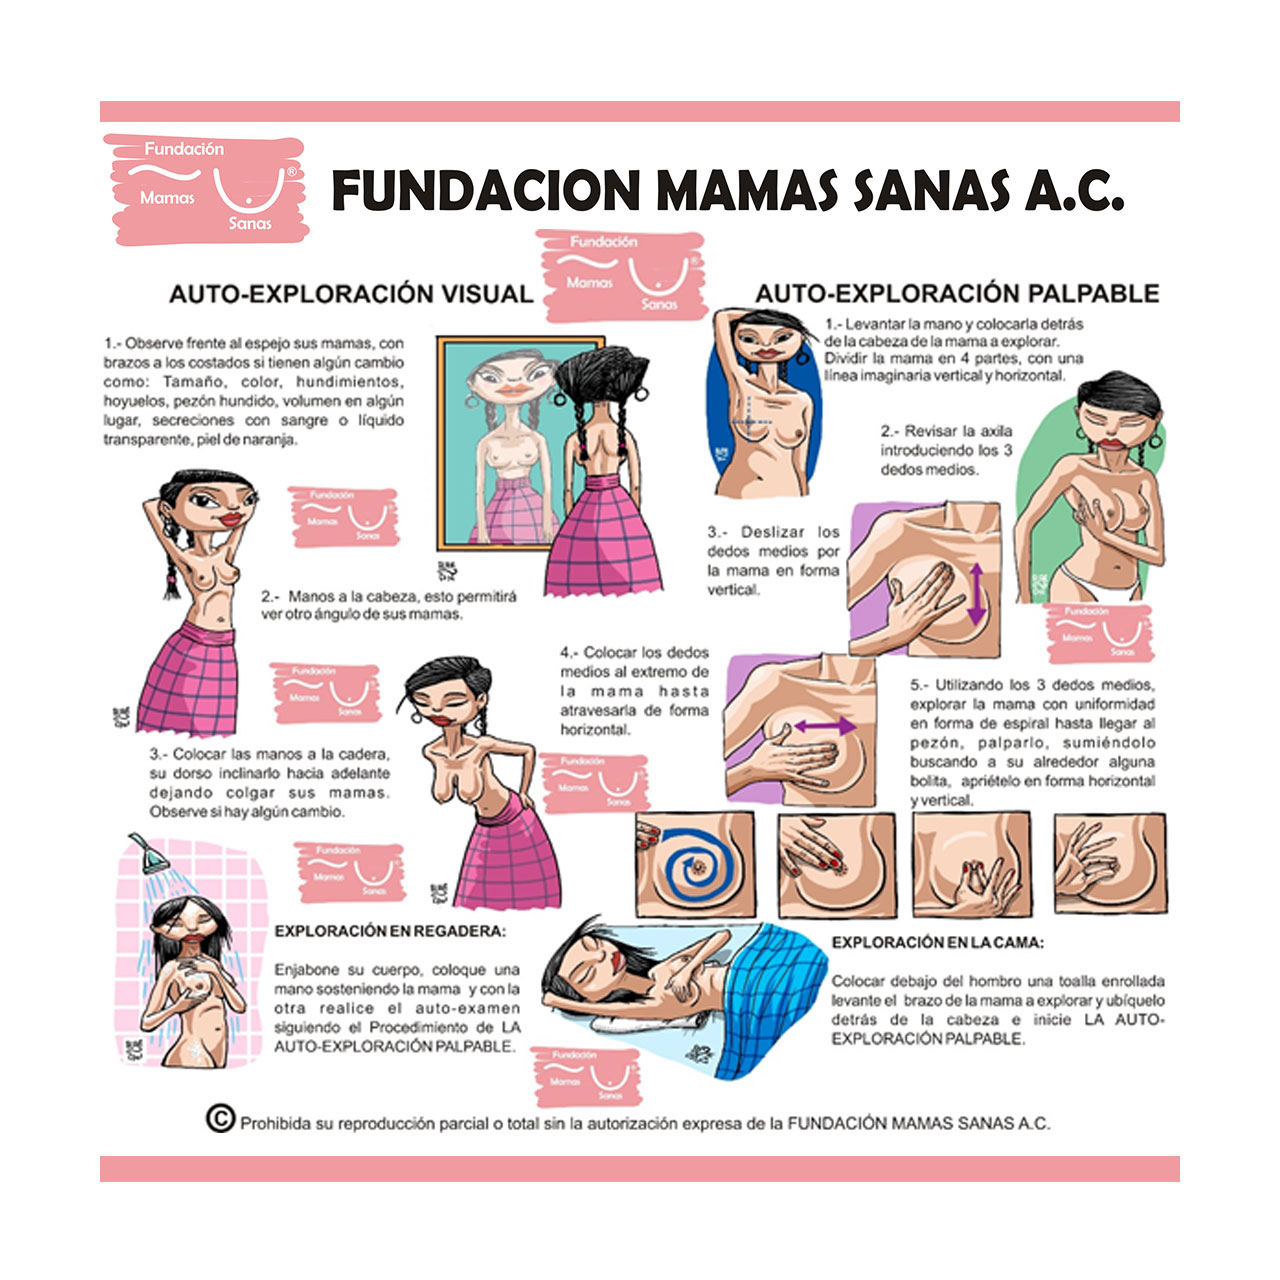 Fundación
Mamas
®
Sanas
FUNDACION MAMAS SANAS A.C.
Fundación
Mamas
®
Sanas
AUTO-EXPLORACIÓN VISUAL
1.- Observe frente al espejo sus mamas, con
brazos a los costados si tienen algún cambio
como: Tamaño, color, hundimientos,
hoyuelos, pezón hundido, volumen en algún
lugar, secreciones con sangre o líquido
transparente, piel de naranja.
Fundación
Mamas
Sanas
2.- Manos a la cabeza, esto permitirá
ver otro ángulo de sus mamas.
Fundación
Mamas
Sanas
3.- Colocar las manos a la cadera,
su dorso inclinarlo hacia adelante
dejando colgar sus mamas.
Observe si hay algún cambio.
Fundación
Mamas
Sanas
EXPLORACIÓN EN REGADERA:
Enjabone su cuerpo, coloque una
mano sosteniendo la mama y con la
otra realice el auto-examen
siguiendo el Procedimiento de LA
AUTO-EXPLORACIÓN PALPABLE.
AUTO-EXPLORACIÓN PALPABLE
1.- Levantar la mano y colocarla detrás
de la cabeza de la mama a explorar.
Dividir la mama en 4 partes, con una
línea imaginaria vertical y horizontal.
2.- Revisar la axila
introduciendo los 3
dedos medios.
3.- Deslizar los
dedos medios por
la mama en forma
vertical.
Fundación
Mamas
Sanas
4.- Colocar los dedos
medios al extremo de
la mama hasta
atravesarla de forma
horizontal.
Fundación
Mamas
Sanas
5.- Utilizando los 3 dedos medios,
explorar la mama con uniformidad
en forma de espiral hasta llegar al
pezón, palparlo, sumiéndolo
buscando a su alrededor alguna
bolita, apriételo en forma horizontal
y vertical.
EXPLORACIÓN EN LA CAMA:
Colocar debajo del hombro una toalla enrollada
levante el brazo de la mama a explorar y ubíquelo
detrás de la cabeza e inicie LA AUTO-
EXPLORACIÓN PALPABLE.
Fundación
Mamas
Sanas
© Prohibida su reproducción parcial o total sin la autorización expresa de la FUNDACIÓN MAMAS SANAS A.C.